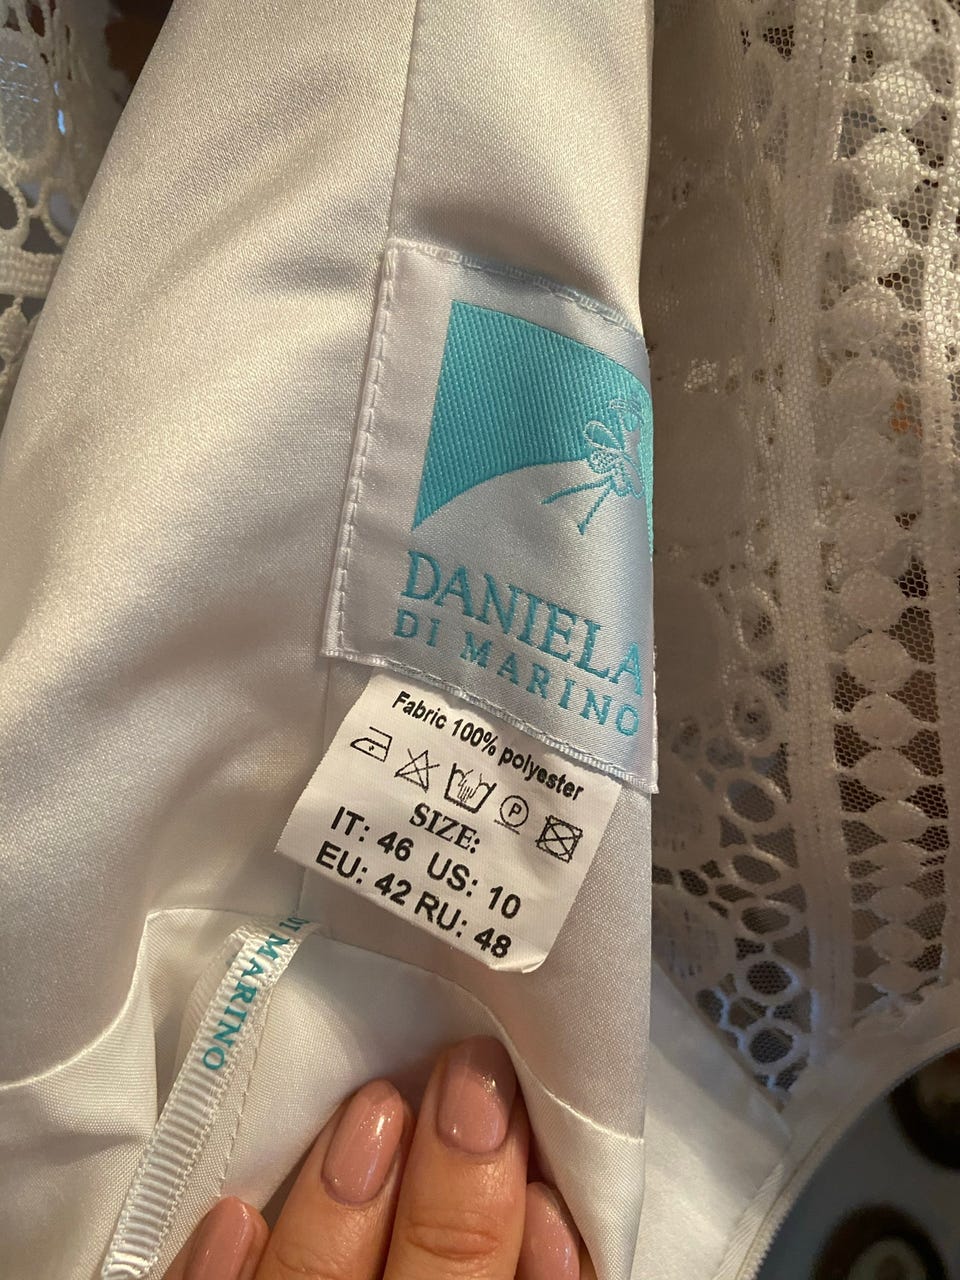 DANIELA
DI MARINO
Fabric 100% polyester
P
SIZE:
IT: 46 US: 10
EU: 42 RU: 48
DI MARINO